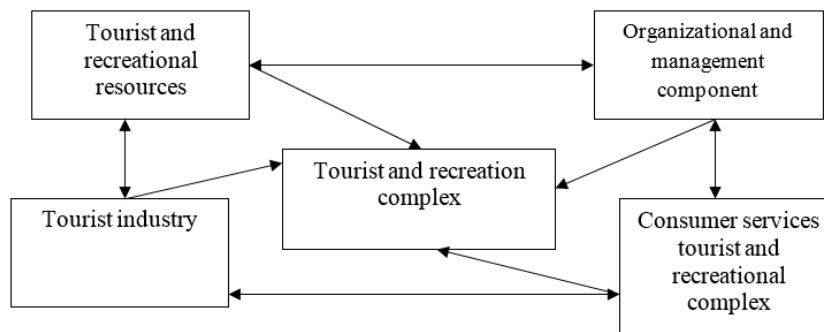 Tourist and
recreational
resources
Organizational and
management
component
Tourist and recreation
complex
Tourist industry
Consumer services
tourist and
recreational
complex